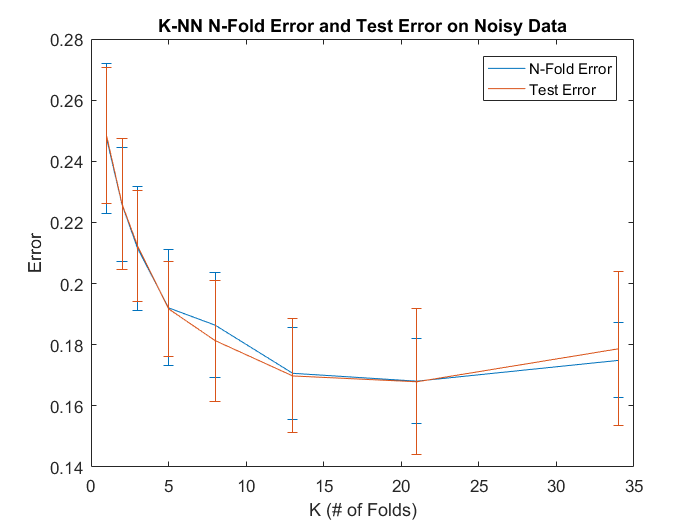 K-NN N-Fold Error and Test Error on Noisy Data
0.28
0.26
0.24
0.22
0.2
0.18
0.16
0.14
Error
N-Fold Error
Test Error
0 5 10 15 20 25 30 35
K (# of Folds)